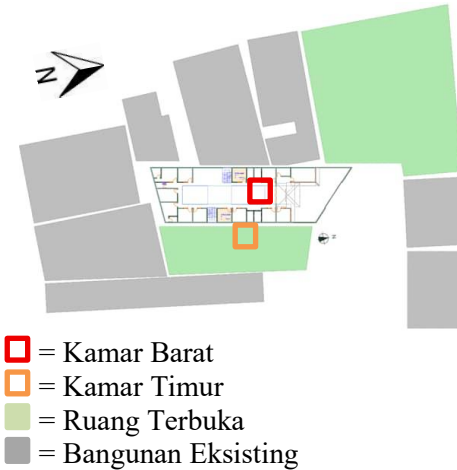 N
= Kamar Barat
= Kamar Timur
= Ruang Terbuka
= Bangunan Eksisting